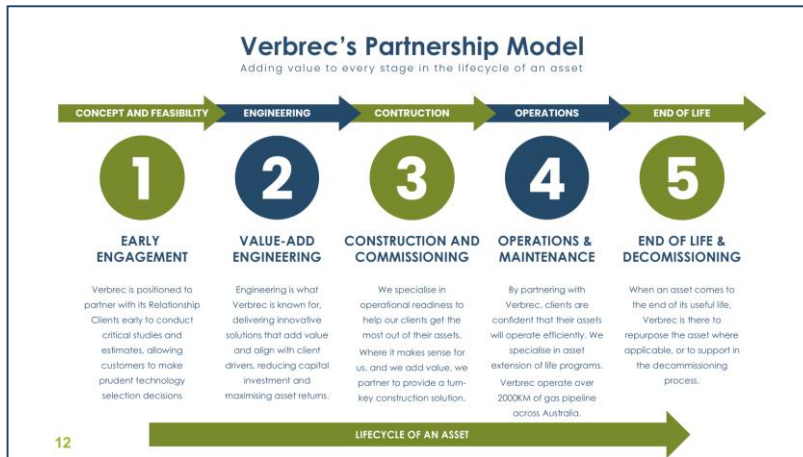 Verbrec's Partnership Model
Adding value to every stage in the lifecycle of an asset
CONCEPT AND FEASIBILITY
ENGINEERING
CONTRUCTION
OPERATIONS
END OF LIFE
1
2
3
4
5
EARLY
ENGAGEMENT
Verbrec is positioned to
partner with its Relationship
Clients early to conduct
critical studies and
estimates, allowing
customers to make
prudent technology
selection decisions
VALUE-ADD
ENGINEERING
Engineering is what
Verbrec is known for,
delivering innovative
solutions that add value
and align with client
drivers, reducing capital
investment and
maximising asset returns.
CONSTRUCTION AND
COMMISSIONING
We specialise in
operational readiness to
help our clients get the
most out of their assets.
Where it makes sense for
us, and we add value, we
partner to provide a turn-
key construction solution.
OPERATIONS &
MAINTENANCE
By partnering with
Verbrec, clients are
confident that their assets
will operate efficiently. We
specialise in asset
extension of life programs.
Verbrec operate over
2000KM of gas pipeline
across Australia.
END OF LIFE &
DECOMISSIONING
When an asset comes to
the end of its useful life,
Verbrec is there to
repurpose the asset where
applicable, or to support in
the decommissioning
process.
LIFECYCLE OF AN ASSET
12